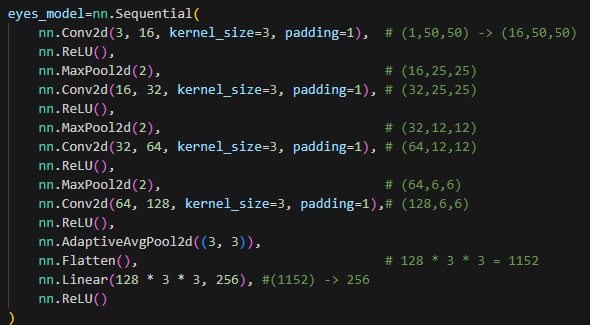 eyes_model=nn.Sequential(
    nn.Conv2d(3, 16, kernel_size=3, padding=1),  # (1,50,50) -> (16,50,50)
    nn.ReLU(),
    nn.MaxPool2d(2),                             # (16,25,25)
    nn.Conv2d(16, 32, kernel_size=3, padding=1), # (32,25,25)
    nn.ReLU(),
    nn.MaxPool2d(2),                             # (32,12,12)
    nn.Conv2d(32, 64, kernel_size=3, padding=1), # (64,12,12)
    nn.ReLU(),
    nn.MaxPool2d(2),                             # (64,6,6)
    nn.Conv2d(64, 128, kernel_size=3, padding=1),# (128,6,6)
    nn.ReLU(),
    nn.AdaptiveAvgPool2d((3, 3)),
    nn.Flatten(),                                # 128 * 3 * 3 = 1152
    nn.Linear(128 * 3 * 3, 256), #(1152) -> 256
    nn.ReLU()
)